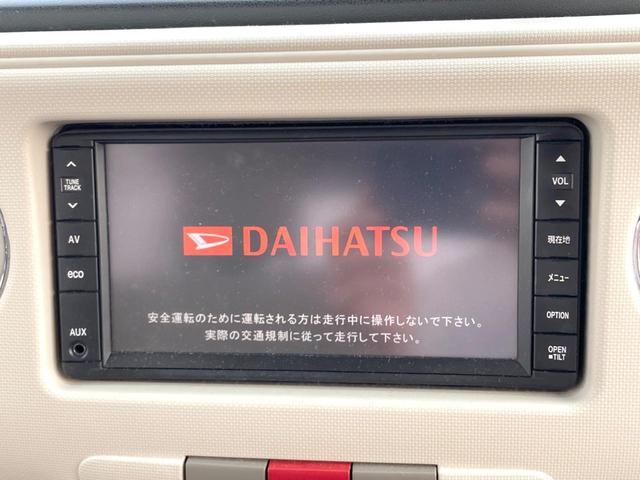 TUNE
TRACK
AV
eco
AUX
DAIHATSU
安全運転のために運転される方は走行中に操作しないで下さい。
実際の交通規制に従って走行して下さい。
VOL
現在地
メニュー
OPTION
OPEN
■TILT